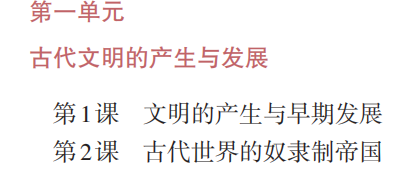 第一单元
古代文明的产生与发展
第1课 文明的产生与早期发展
第2课 古代世界的奴隶制帝国